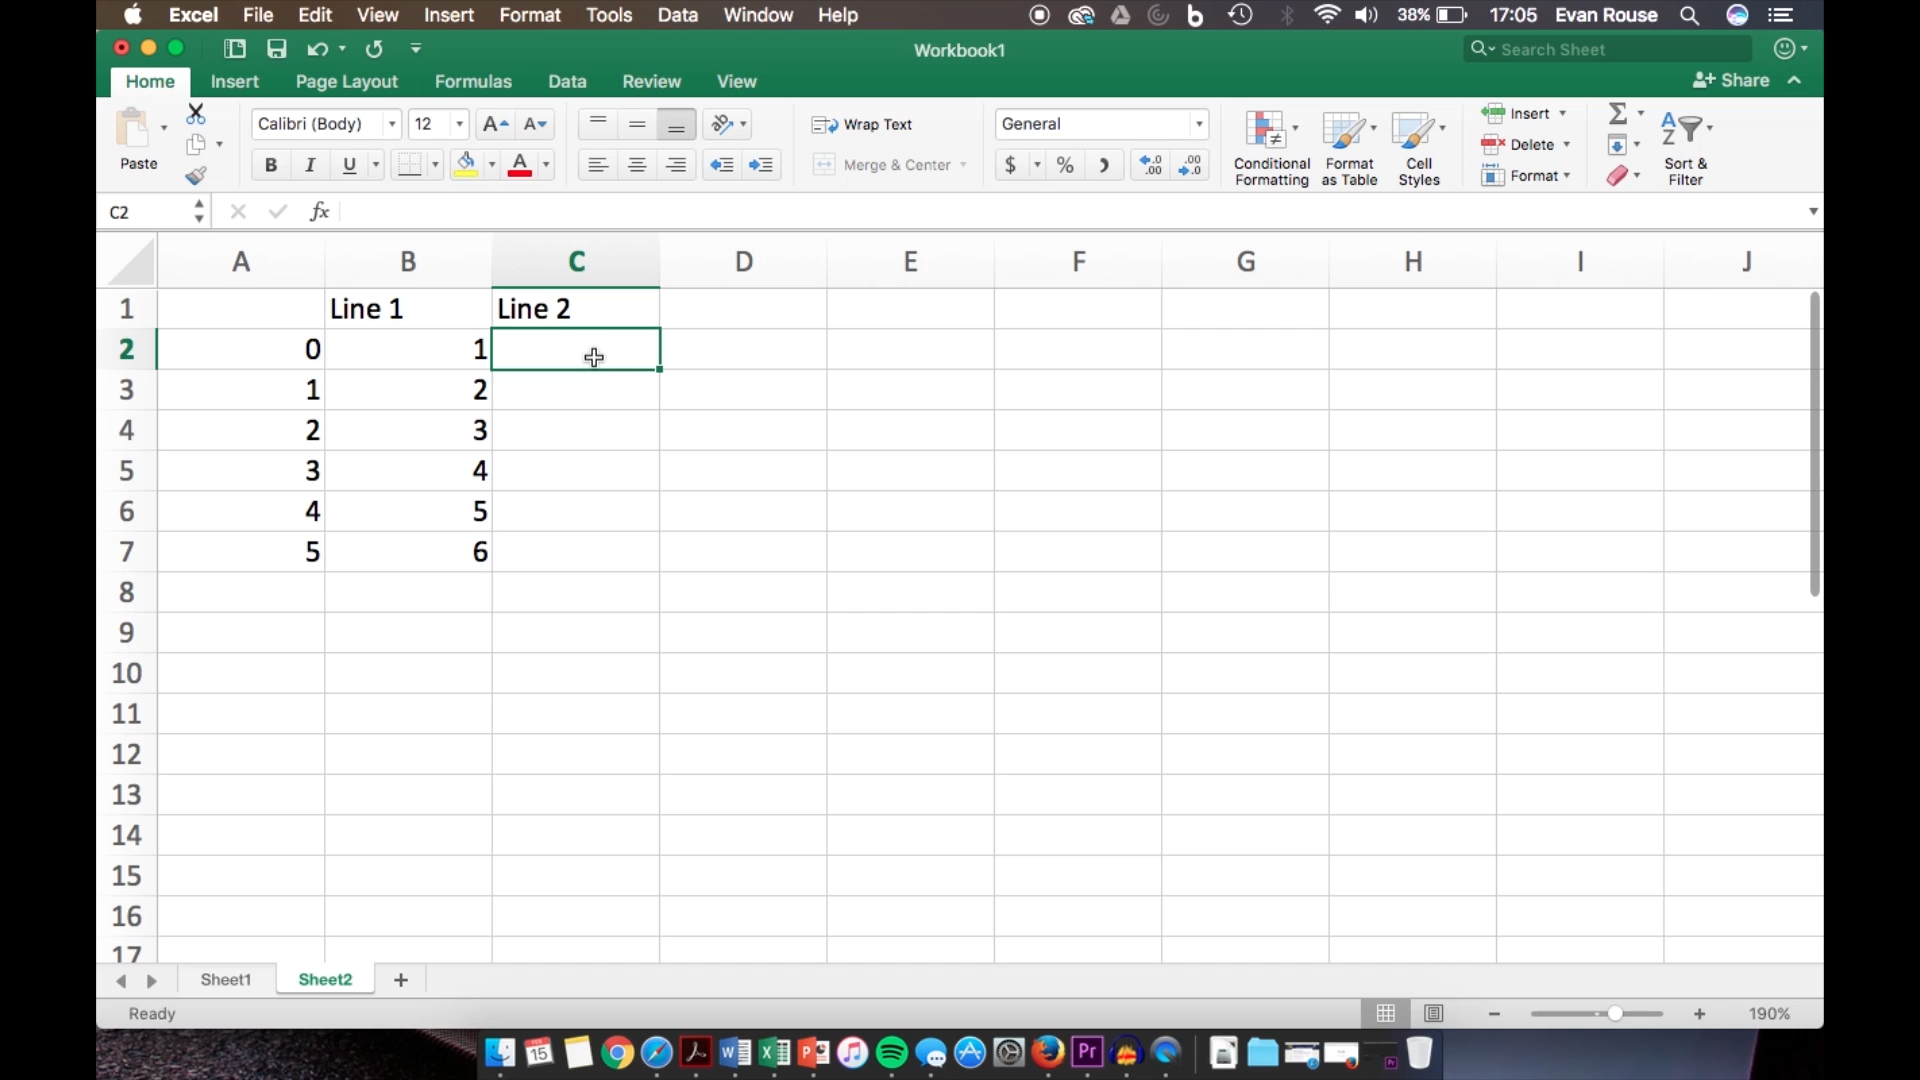 Excel File Edit View Insert Format Tools Data Window Help 38% 17:05 Evan Rouse
Workbook1 Search Sheet
Home Insert Page Layout Formulas Data Review View Share
Paste Calibri (Body) 12 A A Wrap Text General Conditional Formatting Format as Table Cell Styles Insert Sort & Filter
Delete
B I U A Merge & Center $ % Format
C2 fx
A B C D E F G H I J
1 Line 1 Line 2
2 0 1
3 1 2
4 2 3
5 3 4
6 4 5
7 5 6
8
9
10
11
12
13
14
15
16
17
Sheet1 Sheet2 +
Ready 190%
15 Pr